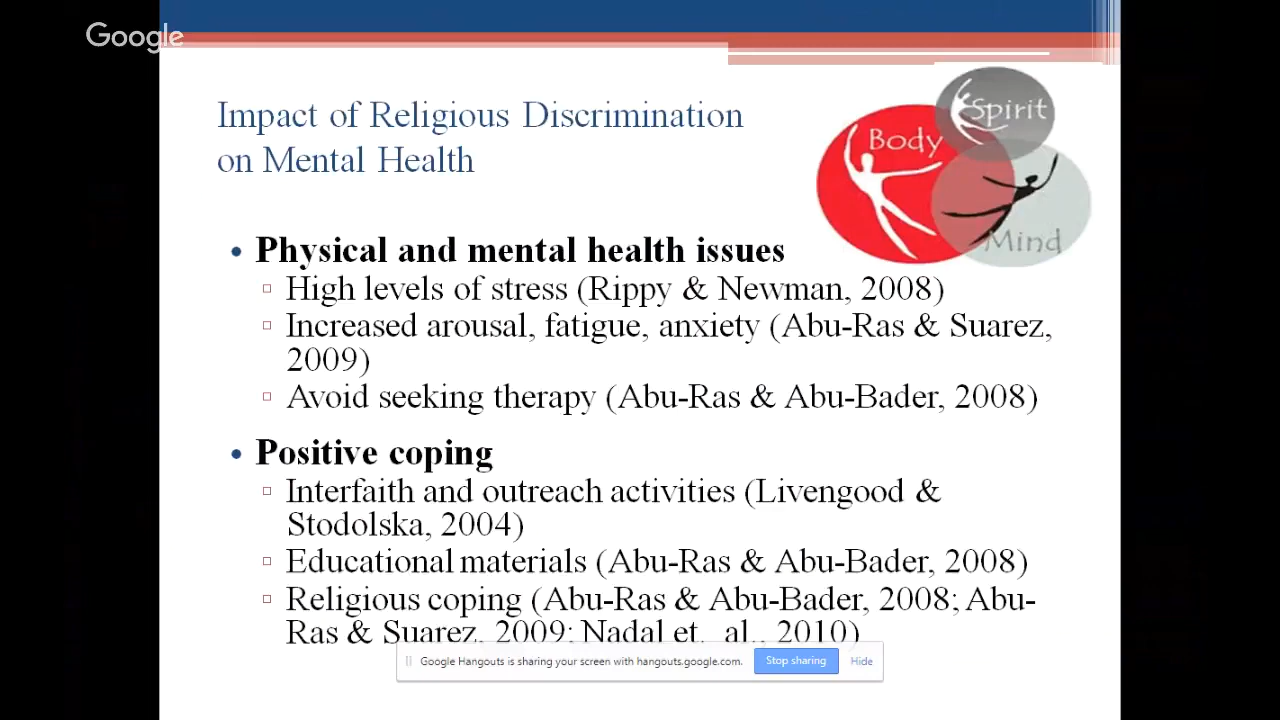 Google
Impact of Religious Discrimination
on Mental Health
Spirit
Body
Mind
• Physical and mental health issues
▫ High levels of stress (Rippy & Newman, 2008)
▫ Increased arousal, fatigue, anxiety (Abu-Ras & Suarez,
2009)
▫ Avoid seeking therapy (Abu-Ras & Abu-Bader, 2008)
• Positive coping
▫ Interfaith and outreach activities (Livengood &
Stodolska, 2004)
▫ Educational materials (Abu-Ras & Abu-Bader, 2008)
▫ Religious coping (Abu-Ras & Abu-Bader, 2008; Abu-
Ras & Suarez, 2009; Nadal et. al., 2010)
Google Hangouts is sharing your screen with hangouts.google.com. Stop sharing Hide